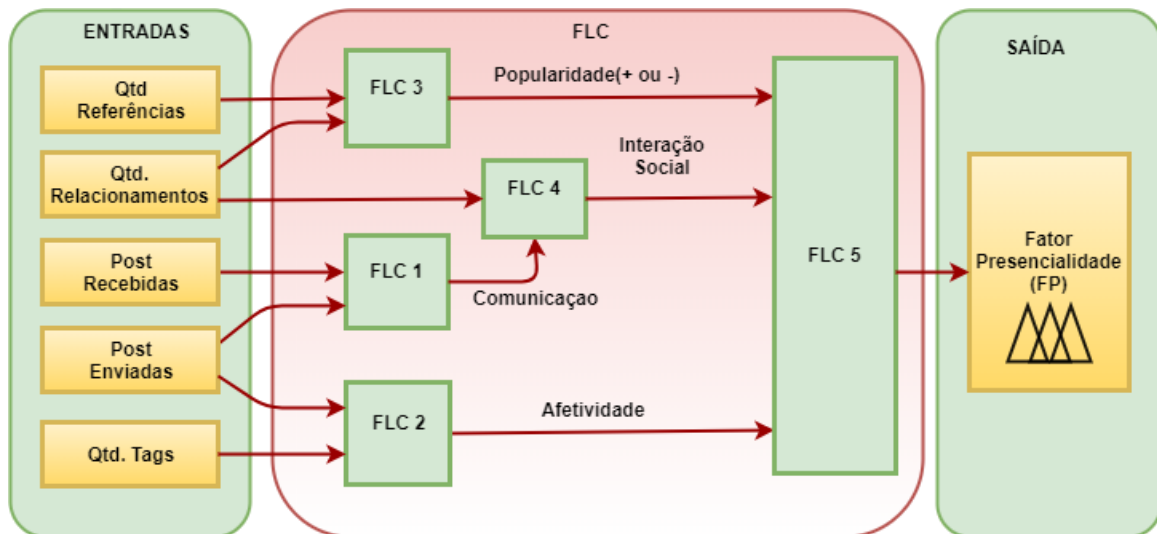 ENTRADAS
Qtd
Referências
Qtd.
Relacionamentos
Post
Recebidas
Post
Enviadas
Qtd. Tags
FLC
FLC 3
Popularidade(+ ou -)
Interação
Social
FLC 4
FLC 1
Comunicaçao
FLC 2
Afetividade
FLC 5
SAÍDA
Fator
Presencialidade
(FP)